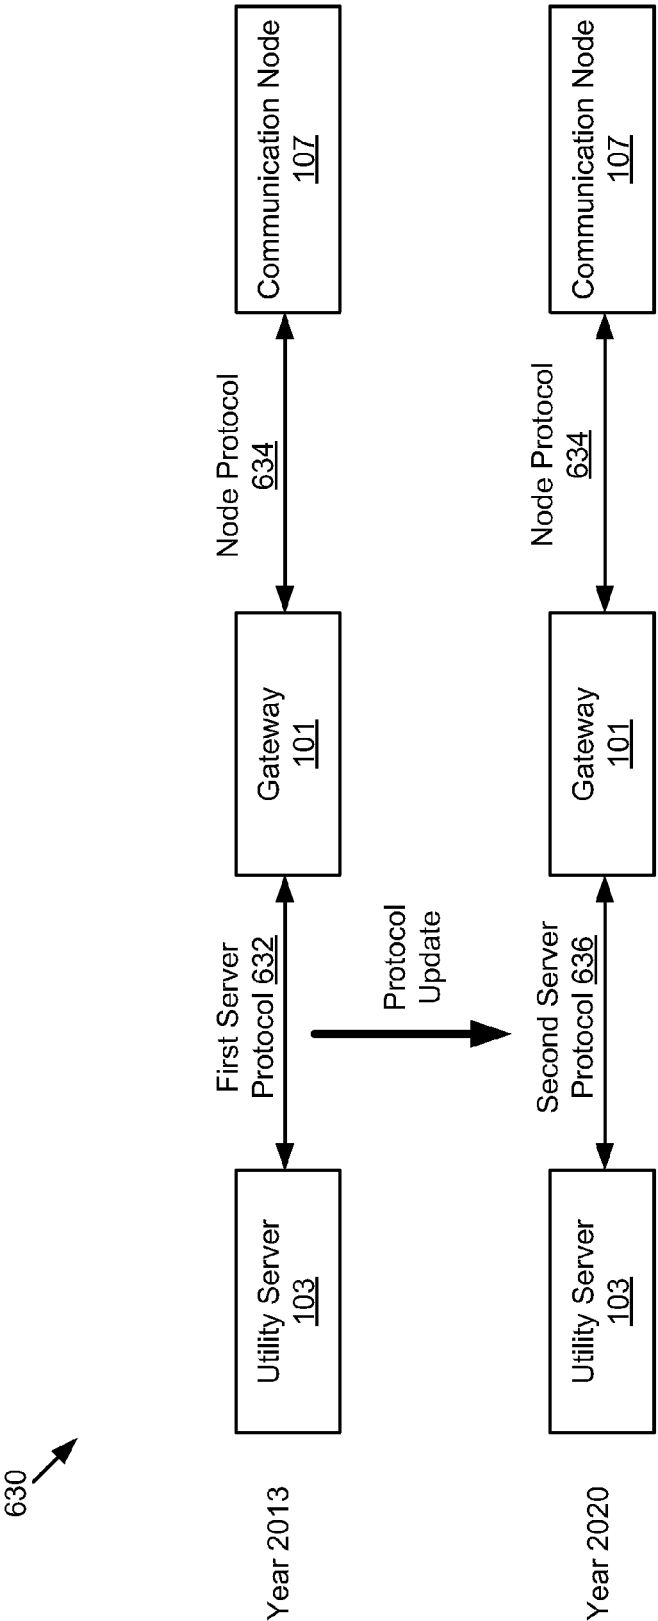 630
Year 2013
Utility Server
103
First Server
Protocol 632
Gateway
101
Node Protocol
634
Communication Node
107
Protocol
Update
Year 2020
Utility Server
103
Second Server
Protocol 636
Gateway
101
Node Protocol
634
Communication Node
107